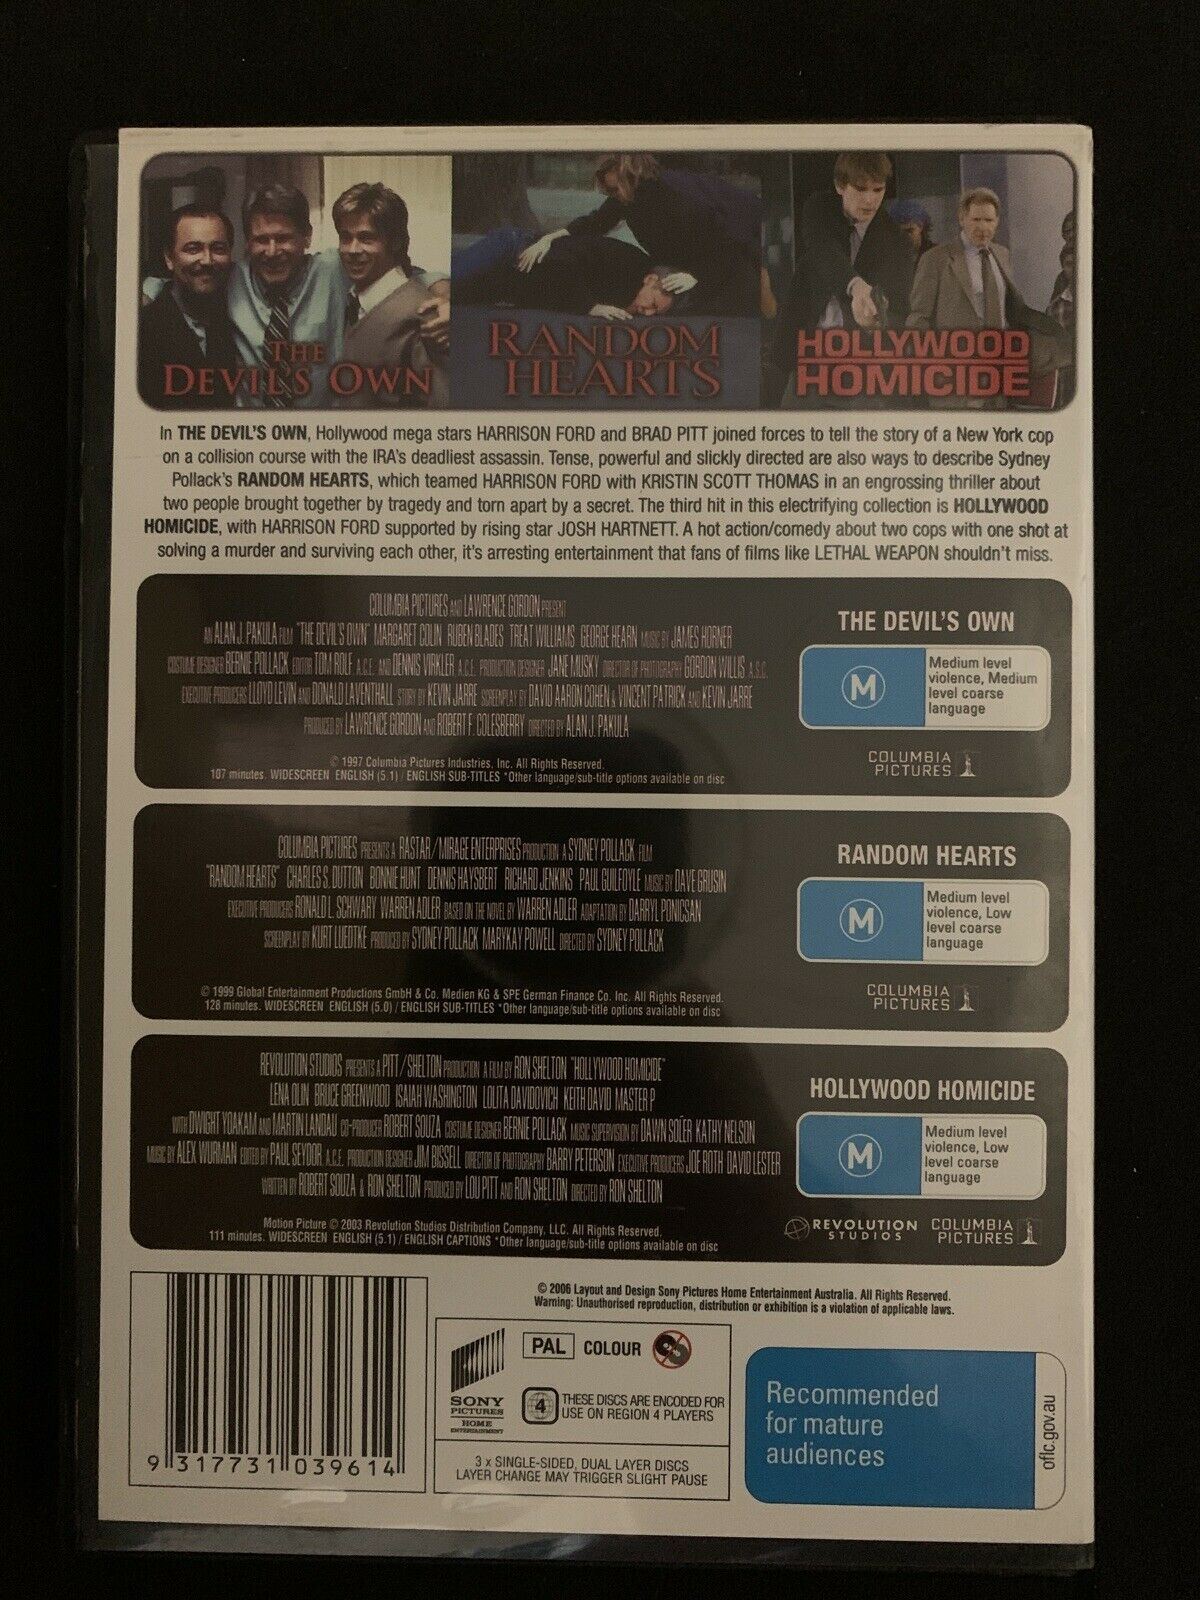 THE
DEVIL'S OWN
RANDOM
HEARTS
HOLLYWOOD
HOMICIDE
In THE DEVIL'S OWN, Hollywood mega stars HARRISON FORD and BRAD PITT joined forces to tell the story of a New York cop
on a collision course with the IRA's deadliest assassin. Tense, powerful and slickly directed are also ways to describe Sydney
Pollack's RANDOM HEARTS, which teamed HARRISON FORD with KRISTIN SCOTT THOMAS in an engrossing thriller about
two people brought together by tragedy and torn apart by a secret. The third hit in this electrifying collection is HOLLYWOOD
HOMICIDE, with HARRISON FORD supported by rising star JOSH HARTNETT. A hot action/comedy about two cops with one shot at
solving a murder and surviving each other, it's arresting entertainment that fans of films like LETHAL WEAPON shouldn't miss.
COLUMBIA PICTURES AND LAWRENCE GORDON PRESENT
AN ALAN J. PAKULA FILM "THE DEVIL'S OWN" MARGARET COLIN RUBEN BLADES TREAT WILLIAMS GEORGE HEARN MUSIC BY JAMES HORNER
COSTUME DESIGNER BERNIE POLLACK EDITOR TOM ROLF A.C.E. AND DENNIS VIRKLER A.C.E. PRODUCTION DESIGNER JANE MUSKY DIRECTOR OF PHOTOGRAPHY GORDON WILLIS A.S.C.
EXECUTIVE PRODUCERS LLOYD LEVIN AND DONALD LAVENTHALL STORY BY KEVIN JARRE SCREENPLAY BY DAVID AARON COHEN & VINCENT PATRICK AND KEVIN JARRE
PRODUCED BY LAWRENCE GORDON AND ROBERT F. COLESBERRY DIRECTED BY ALAN J. PAKULA
© 1997 Columbia Pictures Industries, Inc. All Rights Reserved.
107 minutes. WIDESCREEN ENGLISH (5.1) / ENGLISH SUB-TITLES *Other language/sub-title options available on disc
THE DEVIL'S OWN
M
Medium level
violence, Medium
level coarse
language
COLUMBIA
PICTURES
COLUMBIA PICTURES PRESENTS A RASTAR/MIRAGE ENTERPRISES PRODUCTION A SYDNEY POLLACK FILM
"RANDOM HEARTS" CHARLES S. DUTTON BONNIE HUNT DENNIS HAYSBERT RICHARD JENKINS PAUL GUILFOYLE MUSIC BY DAVE GRUSIN
EXECUTIVE PRODUCERS RONALD L. SCHWARY WARREN ADLER BASED ON THE NOVEL BY WARREN ADLER ADAPTATION BY DARRYL PONICSAN
SCREENPLAY BY KURT LUEDTKE PRODUCED BY SYDNEY POLLACK MARYKAY POWELL DIRECTED BY SYDNEY POLLACK
© 1999 Global Entertainment Productions GmbH & Co. Medien KG & SPE German Finance Co. Inc. All Rights Reserved.
128 minutes. WIDESCREEN ENGLISH (5.0) / ENGLISH SUB-TITLES *Other language/sub-title options available on disc
RANDOM HEARTS
M
Medium level
violence, Low
level coarse
language
COLUMBIA
PICTURES
REVOLUTION STUDIOS PRESENTS A PITT/SHELTON PRODUCTION A FILM BY RON SHELTON "HOLLYWOOD HOMICIDE"
LENA OLIN BRUCE GREENWOOD ISAIAH WASHINGTON LOLITA DAVIDOVICH KEITH DAVID MASTER P
WITH DWIGHT YOAKAM AND MARTIN LANDAU CO-PRODUCER ROBERT SOUZA COSTUME DESIGNER BERNIE POLLACK MUSIC SUPERVISION BY DAWN SOLÉR KATHY NELSON
MUSIC BY ALEX WURMAN EDITED BY PAUL SEYDOR A.C.E. PRODUCTION DESIGNER JIM BISSELL DIRECTOR OF PHOTOGRAPHY BARRY PETERSON EXECUTIVE PRODUCERS JOE ROTH DAVID LESTER
WRITTEN BY ROBERT SOUZA & RON SHELTON PRODUCED BY LOU PITT AND RON SHELTON DIRECTED BY RON SHELTON
Motion Picture © 2003 Revolution Studios Distribution Company, LLC. All Rights Reserved.
111 minutes. WIDESCREEN ENGLISH (5.1) / ENGLISH CAPTIONS *Other language/sub-title options available on disc
HOLLYWOOD HOMICIDE
M
Medium level
violence, Low
level coarse
language
REVOLUTION
STUDIOS
COLUMBIA
PICTURES
© 2006 Layout and Design Sony Pictures Home Entertainment Australia. All Rights Reserved.
Warning: Unauthorised reproduction, distribution or exhibition is a violation of applicable laws.
9 317731 039614
SONY
PICTURES
HOME
ENTERTAINMENT
PAL COLOUR
4
THESE DISCS ARE ENCODED FOR
USE ON REGION 4 PLAYERS
3 x SINGLE-SIDED, DUAL LAYER DISCS
LAYER CHANGE MAY TRIGGER SLIGHT PAUSE
Recommended
for mature
audiences
oflc.gov.au